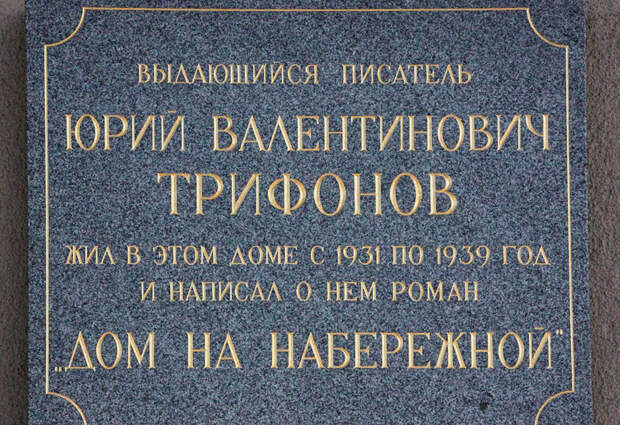 ВЫДАЮЩИЙСЯ ПИСАТЕЛЬ
ЮРИЙ ВАЛЕНТИНОВИЧ
ТРИФОНОВ
ЖИЛ В ЭТОМ ДОМЕ С 1931 ПО 1939 ГОД
И НАПИСАЛ О НЕМ РОМАН
„ДОМ НА НАБЕРЕЖНОЙ"